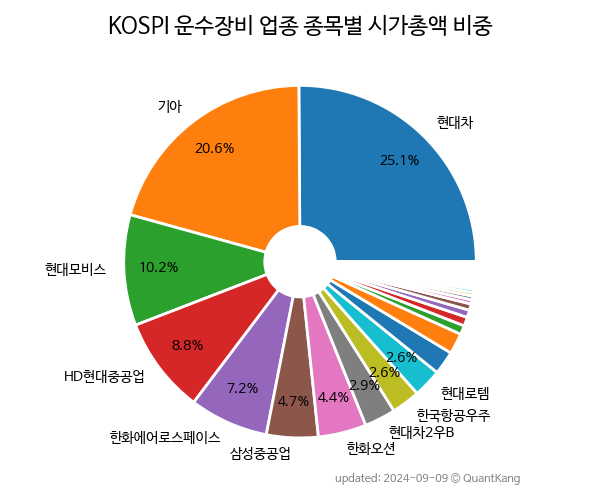 KOSPI 운수장비 업종 종목별 시가총액 비중
현대차
25.1%
기아
20.6%
현대모비스
10.2%
HD현대중공업
8.8%
한화에어로스페이스
7.2%
삼성중공업
4.7%
한화오션
4.4%
현대차2우B
2.9%
한국항공우주
2.6%
현대로템
2.6%
updated: 2024-09-09 © QuantKang